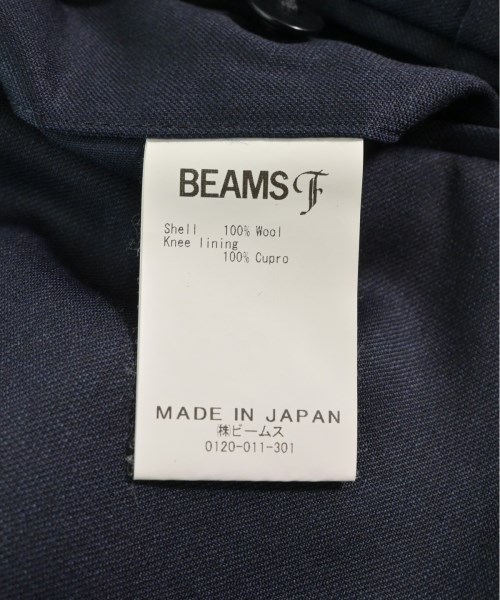 BEAMS F
Shell 100% Wool
Knee lining
100% Cupro
MADE IN JAPAN
㈱ビームス
0120-011-301